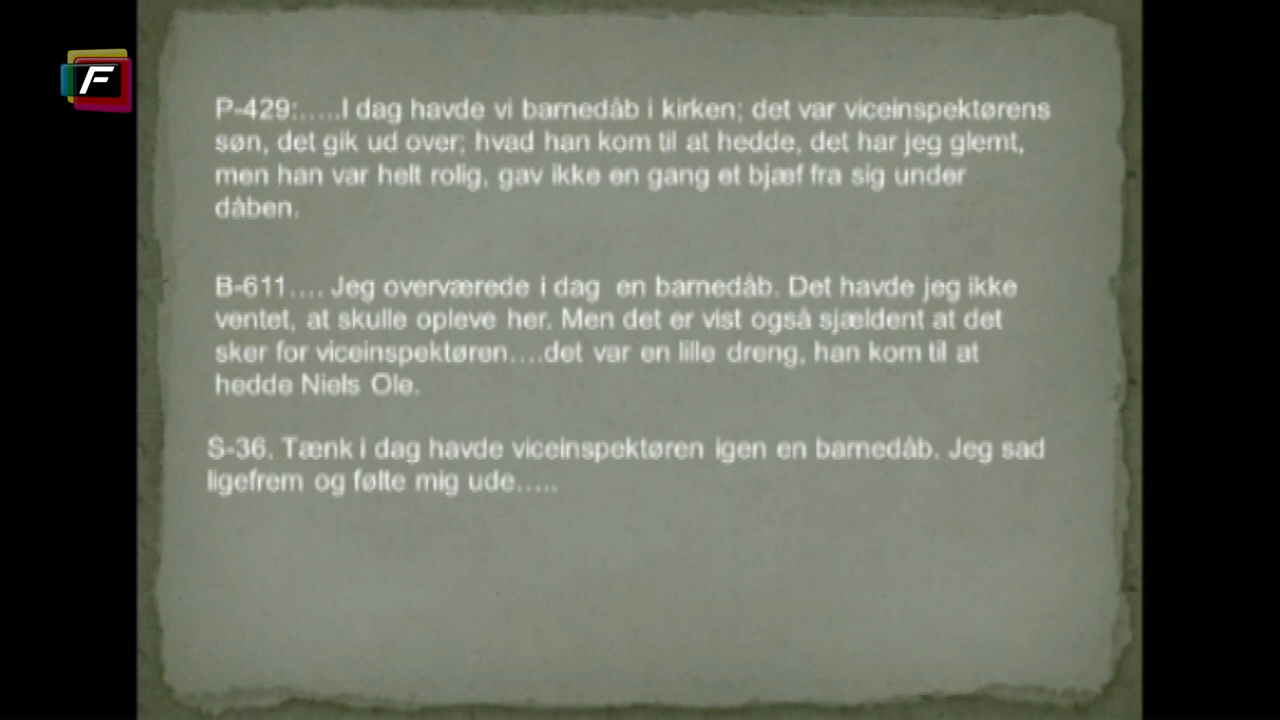 F
P-429:…..I dag havde vi barnedåb i kirken; det var viceinspektørens
søn, det gik ud over; hvad han kom til at hedde, det har jeg glemt,
men han var helt rolig, gav ikke en gang et bjæf fra sig under
dåben.
B-611…. Jeg overværede i dag  en barnedåb. Det havde jeg ikke
ventet, at skulle opleve her. Men det er vist også sjældent at det
sker for viceinspektøren….det var en lille dreng, han kom til at
hedde Niels Ole.
S-36. Tænk i dag havde viceinspektøren igen en barnedåb. Jeg sad
ligefrem og følte mig ude…..